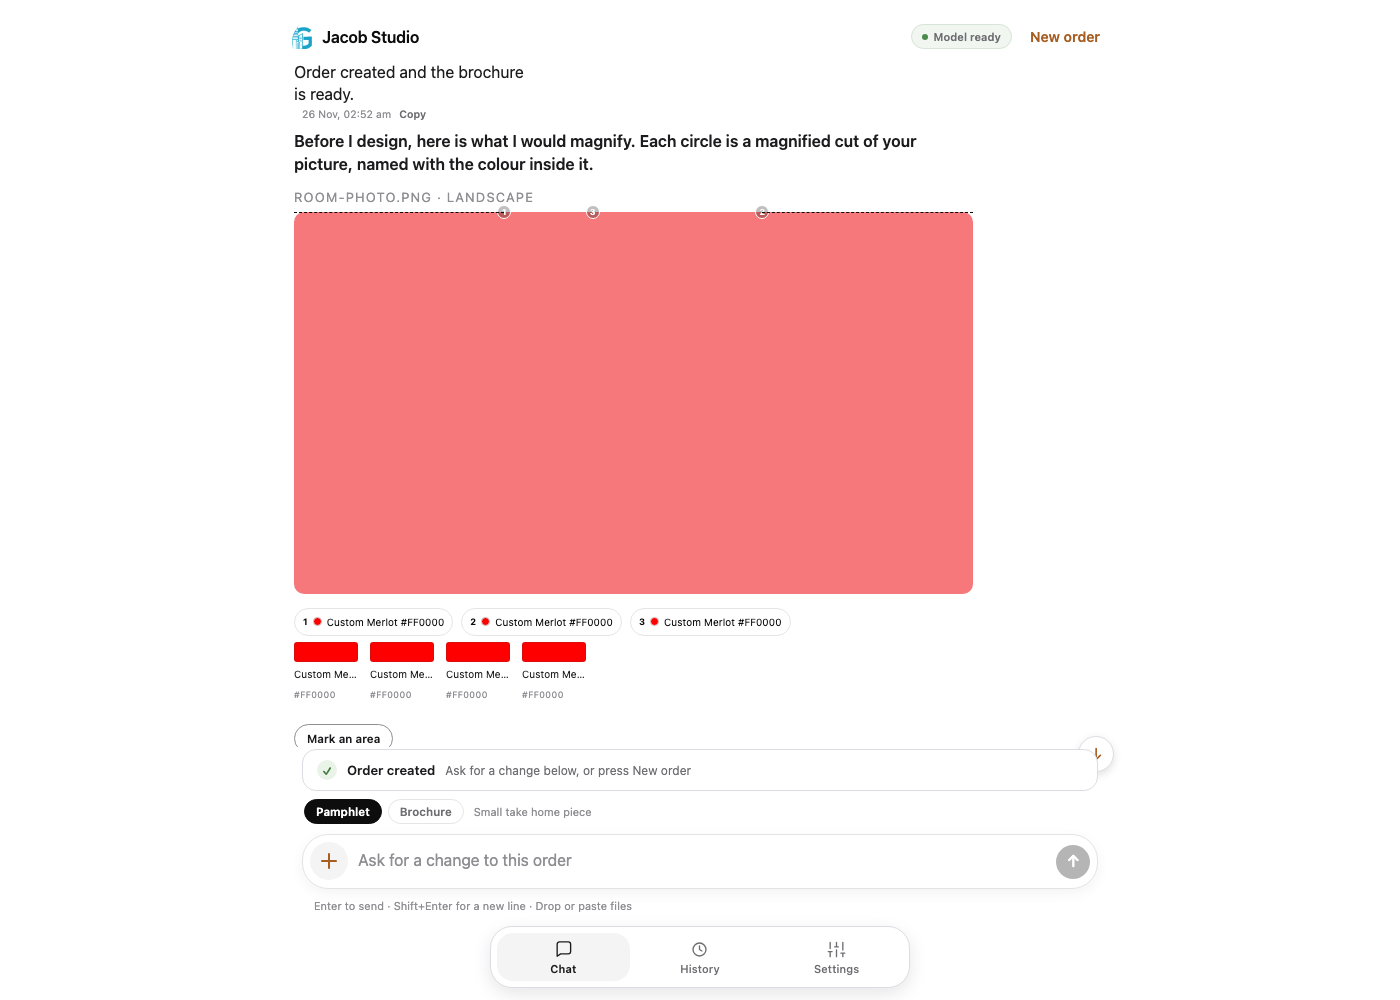 Jacob Studio
Model ready
New order
Order created and the brochure
is ready.
26 Nov, 02:52 am Copy
Before I design, here is what I would magnify. Each circle is a magnified cut of your
picture, named with the colour inside it.
ROOM-PHOTO.PNG · LANDSCAPE
1 3 2
1 Custom Merlot #FF0000 2 Custom Merlot #FF0000 3 Custom Merlot #FF0000
Custom Me... Custom Me... Custom Me... Custom Me...
#FF0000 #FF0000 #FF0000 #FF0000
Mark an area
Order created Ask for a change below, or press New order
Pamphlet Brochure Small take home piece
Ask for a change to this order
Enter to send · Shift+Enter for a new line · Drop or paste files
Chat History Settings